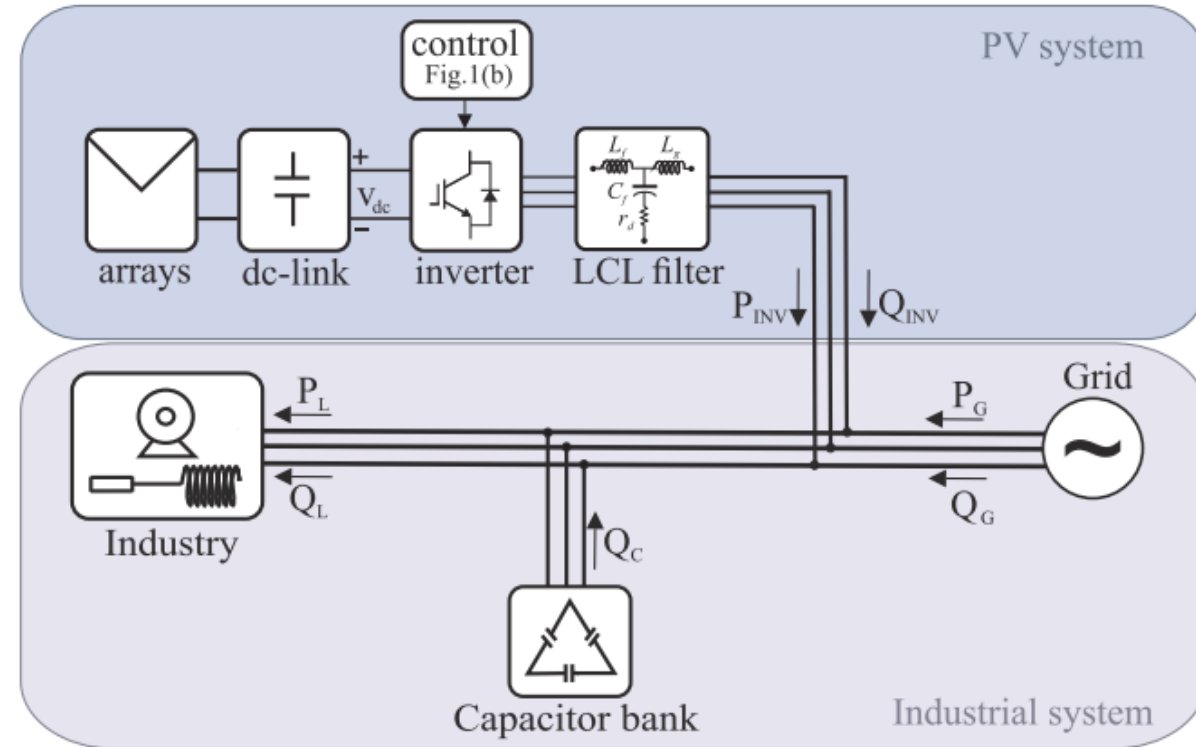 PV system
control
Fig.1(b)
+
V_dc
−
L_f
L_g
C_f
r_d
arrays
dc-link
inverter
LCL filter
P_INV
Q_INV
Grid
P_L
P_G
~
Q_L
Q_G
Industry
Q_C
Capacitor bank
Industrial system